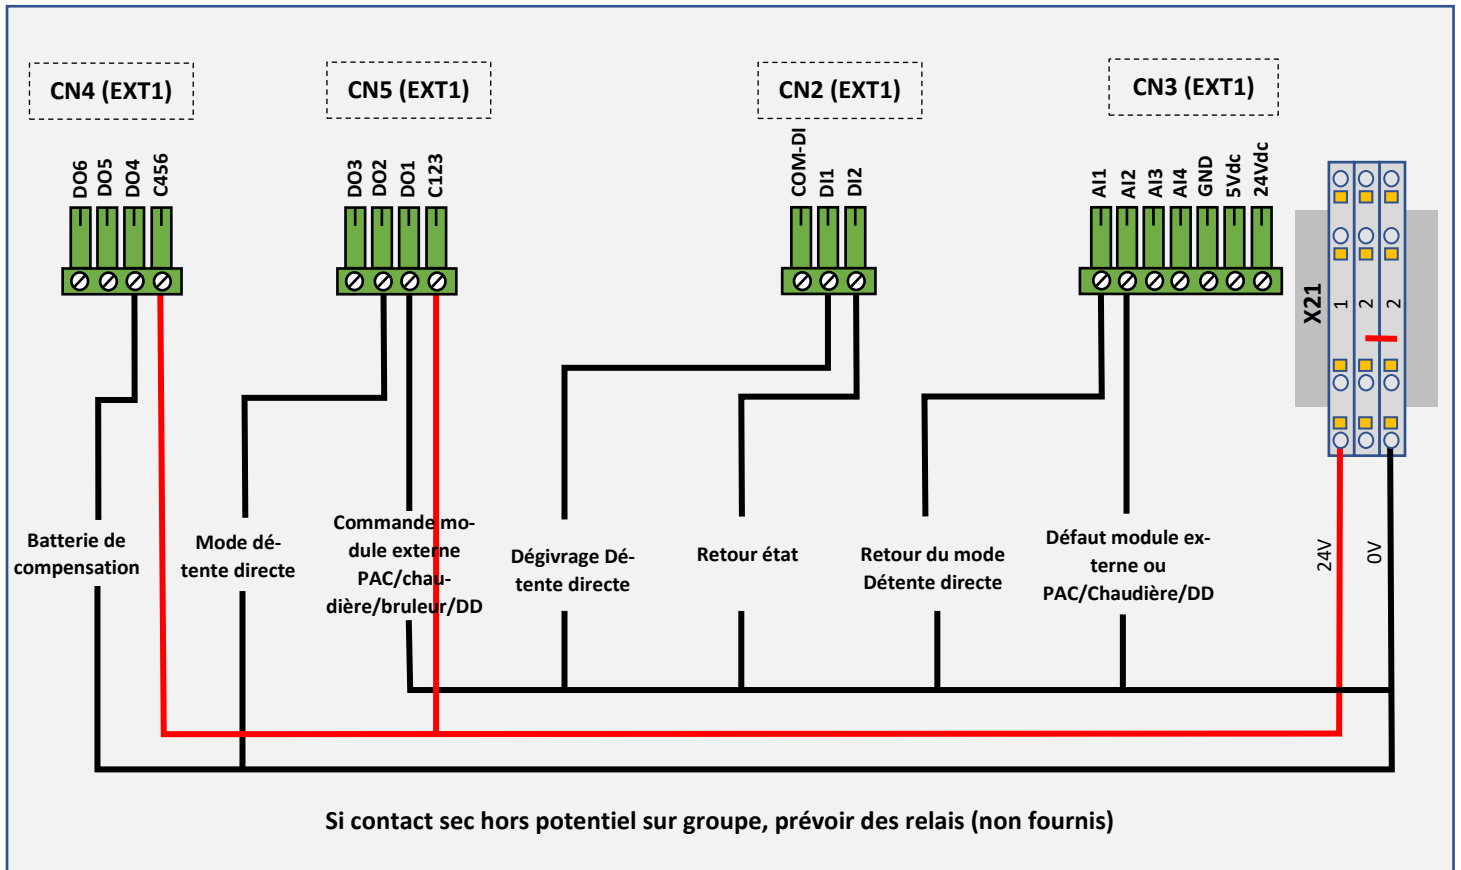 CN4 (EXT1)
CN5 (EXT1)
CN2 (EXT1)
CN3 (EXT1)
DO6
DO5
DO4
C456
DO3
DO2
DO1
C123
COM-DI
DI1
DI2
AI1
AI2
AI3
AI4
GND
5Vdc
24Vdc
X21
1
2
2
Batterie de
compensation
Mode dé-
tente directe
Commande mo-
dule externe
PAC/chau-
dière/bruleur/DD
Dégivrage Dé-
tente directe
Retour état
Retour du mode
Détente directe
Défaut module ex-
terne ou
PAC/Chaudière/DD
24V
0V
Si contact sec hors potentiel sur groupe, prévoir des relais (non fournis)